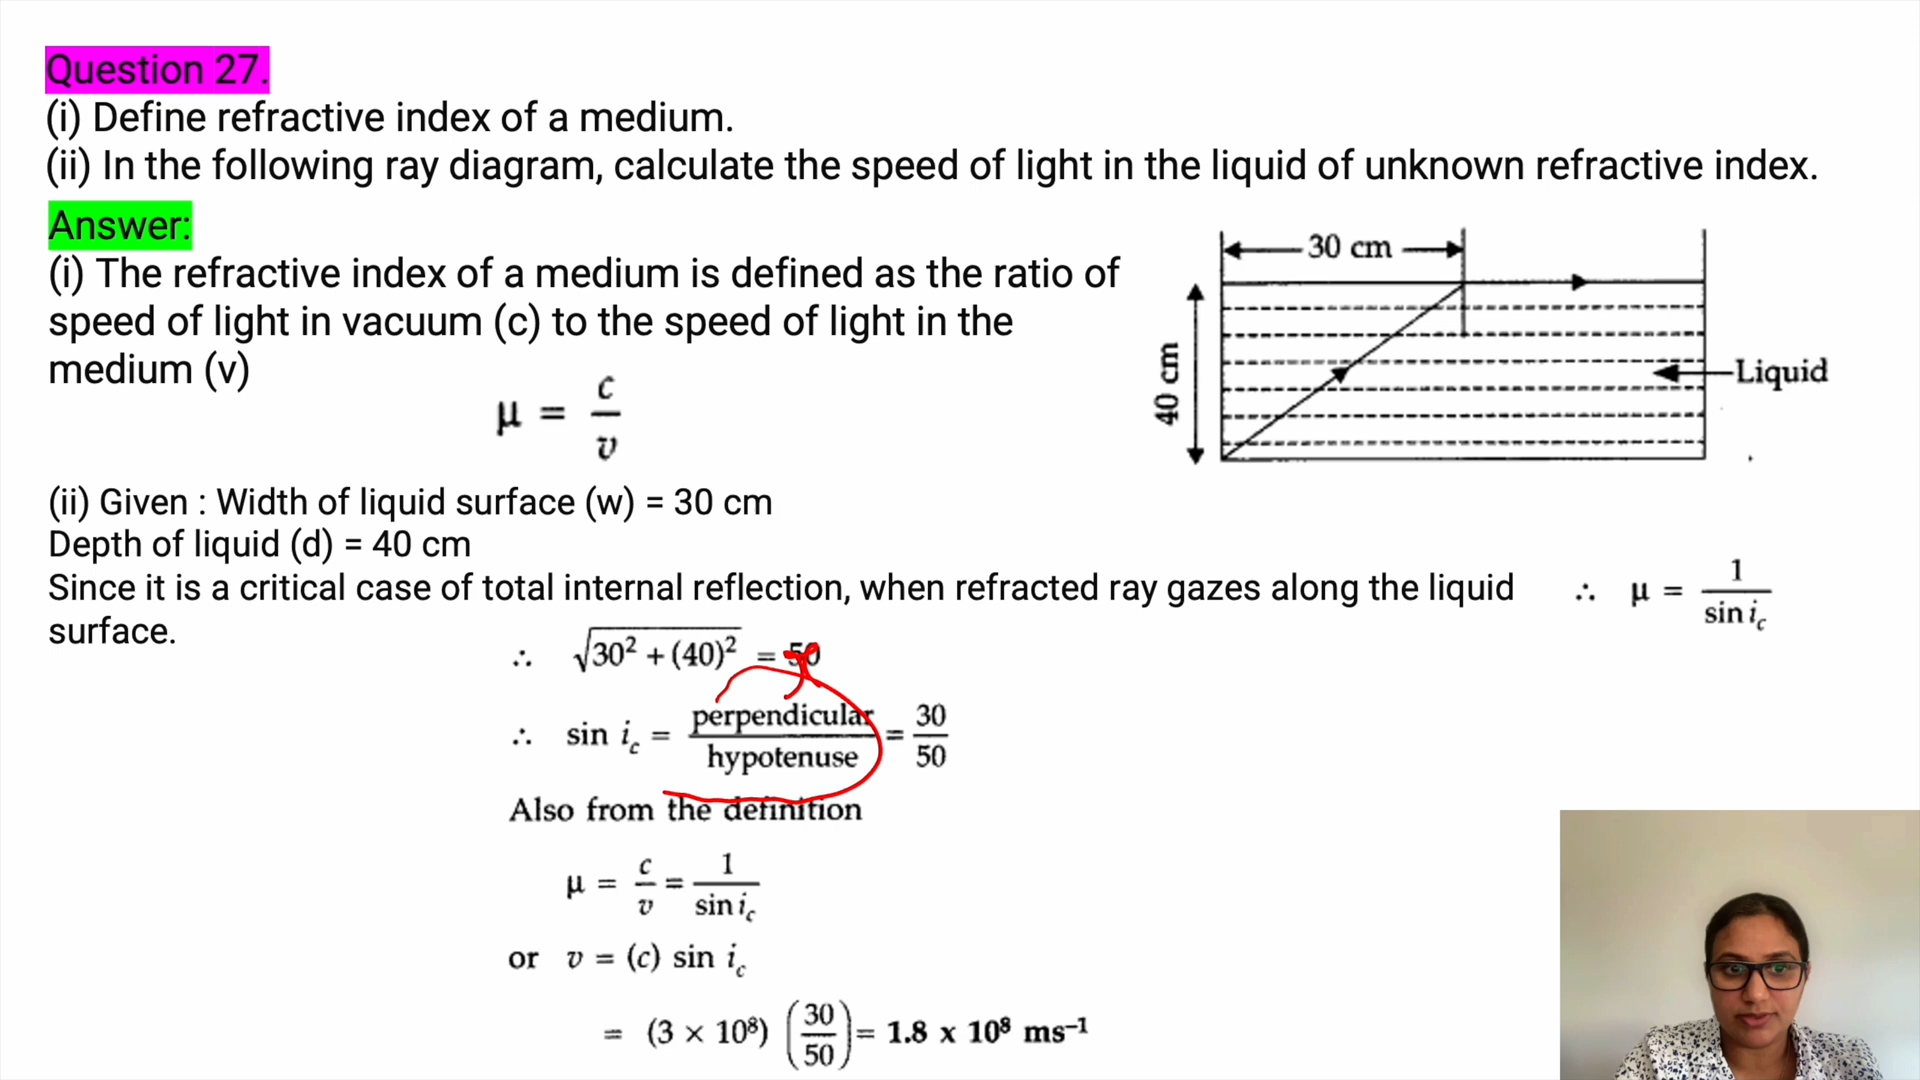 Question 27.
(i) Define refractive index of a medium.
(ii) In the following ray diagram, calculate the speed of light in the liquid of unknown refractive index.
Answer:
(i) The refractive index of a medium is defined as the ratio of
speed of light in vacuum (c) to the speed of light in the
medium (v)
μ = c/v
30 cm
40 cm
Liquid
(ii) Given : Width of liquid surface (w) = 30 cm
Depth of liquid (d) = 40 cm
Since it is a critical case of total internal reflection, when refracted ray gazes along the liquid
surface.
∴ μ = 1/sin i_c
∴ √(30² + (40)²) = 50
∴ sin i_c = perpendicular/hypotenuse = 30/50
Also from the definition
μ = c/v = 1/sin i_c
or v = (c) sin i_c
= (3 × 10⁸) (30/50) = 1.8 x 10⁸ ms⁻¹